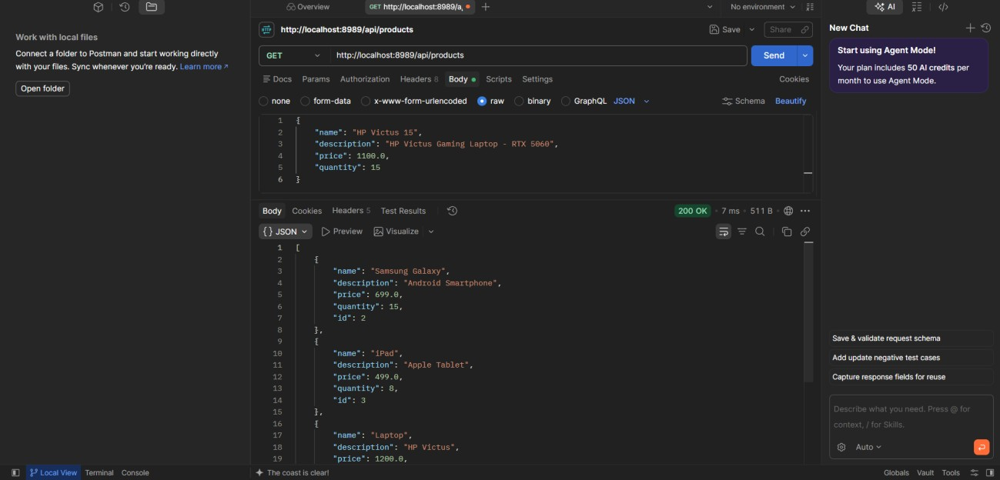 Overview
GET http://localhost:8989/a
No environment
AI
Work with local files
Connect a folder to Postman and start working directly
with your files. Sync whenever you're ready. Learn more
Open folder
HTTP http://localhost:8989/api/products
Save
Share
GET
http://localhost:8989/api/products
Send
Docs Params Authorization Headers 8 Body Scripts Settings
Cookies
none form-data x-www-form-urlencoded raw binary GraphQL JSON
Schema Beautify
1 {
2 "name": "HP Victus 15",
3 "description": "HP Victus Gaming Laptop - RTX 5060",
4 "price": 1100.0,
5 "quantity": 15
6 }
Body Cookies Headers 5 Test Results
200 OK • 7 ms • 511 B
{} JSON Preview Visualize
1 [
2 {
3 "name": "Samsung Galaxy",
4 "description": "Android Smartphone",
5 "price": 699.0,
6 "quantity": 15,
7 "id": 2
8 },
9 {
10 "name": "iPad",
11 "description": "Apple Tablet",
12 "price": 499.0,
13 "quantity": 8,
14 "id": 3
15 },
16 {
17 "name": "Laptop",
18 "description": "HP Victus",
19 "price": 1200.0,
New Chat
Start using Agent Mode!
Your plan includes 50 AI credits per
month to use Agent Mode.
Save & validate request schema
Add update negative test cases
Capture response fields for reuse
Describe what you need. Press @ for
context, / for Skills.
Auto
Local View Terminal Console
The coast is clear!
Globals Vault Tools